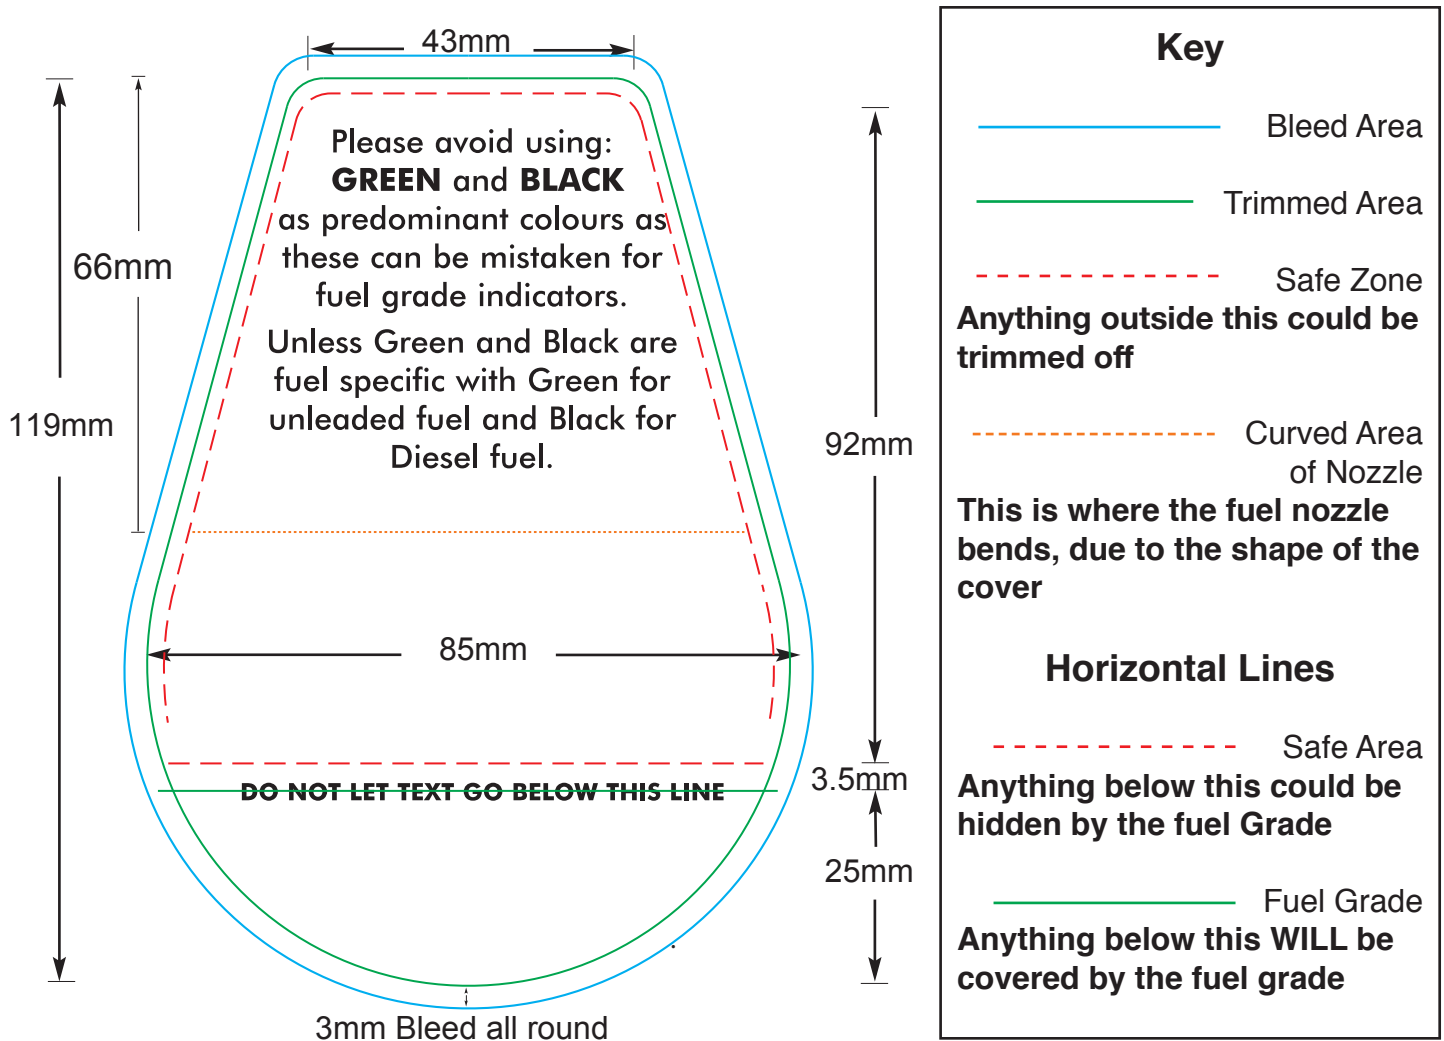 43mm
Please avoid using:
GREEN and BLACK
as predominant colours as
these can be mistaken for
fuel grade indicators.
Unless Green and Black are
fuel specific with Green for
unleaded fuel and Black for
Diesel fuel.
66mm
119mm
92mm
85mm
3.5mm
DO NOT LET TEXT GO BELOW THIS LINE
25mm
3mm Bleed all round
Key
Bleed Area
Trimmed Area
Safe Zone
Anything outside this could be
trimmed off
Curved Area
of Nozzle
This is where the fuel nozzle
bends, due to the shape of the
cover
Horizontal Lines
Safe Area
Anything below this could be
hidden by the fuel Grade
Fuel Grade
Anything below this WILL be
covered by the fuel grade